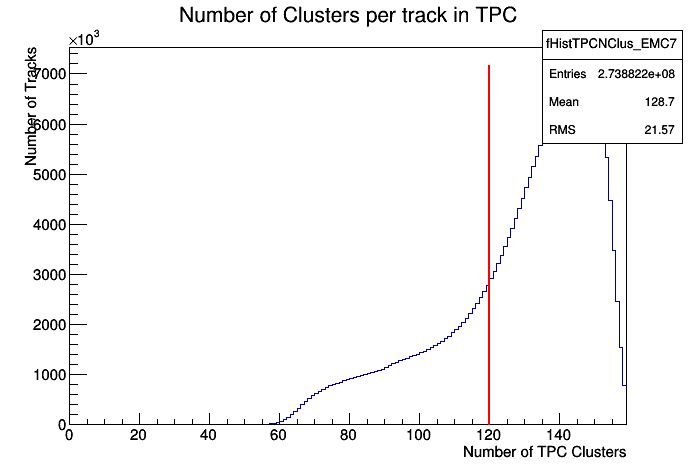 Number of Clusters per track in TPC
×10³
fHistTPCNClus_EMC7
Entries 2.738822e+08
Mean 128.7
RMS 21.57
Number of Tracks
7000
6000
5000
4000
3000
2000
1000
0
0 20 40 60 80 100 120 140
Number of TPC Clusters